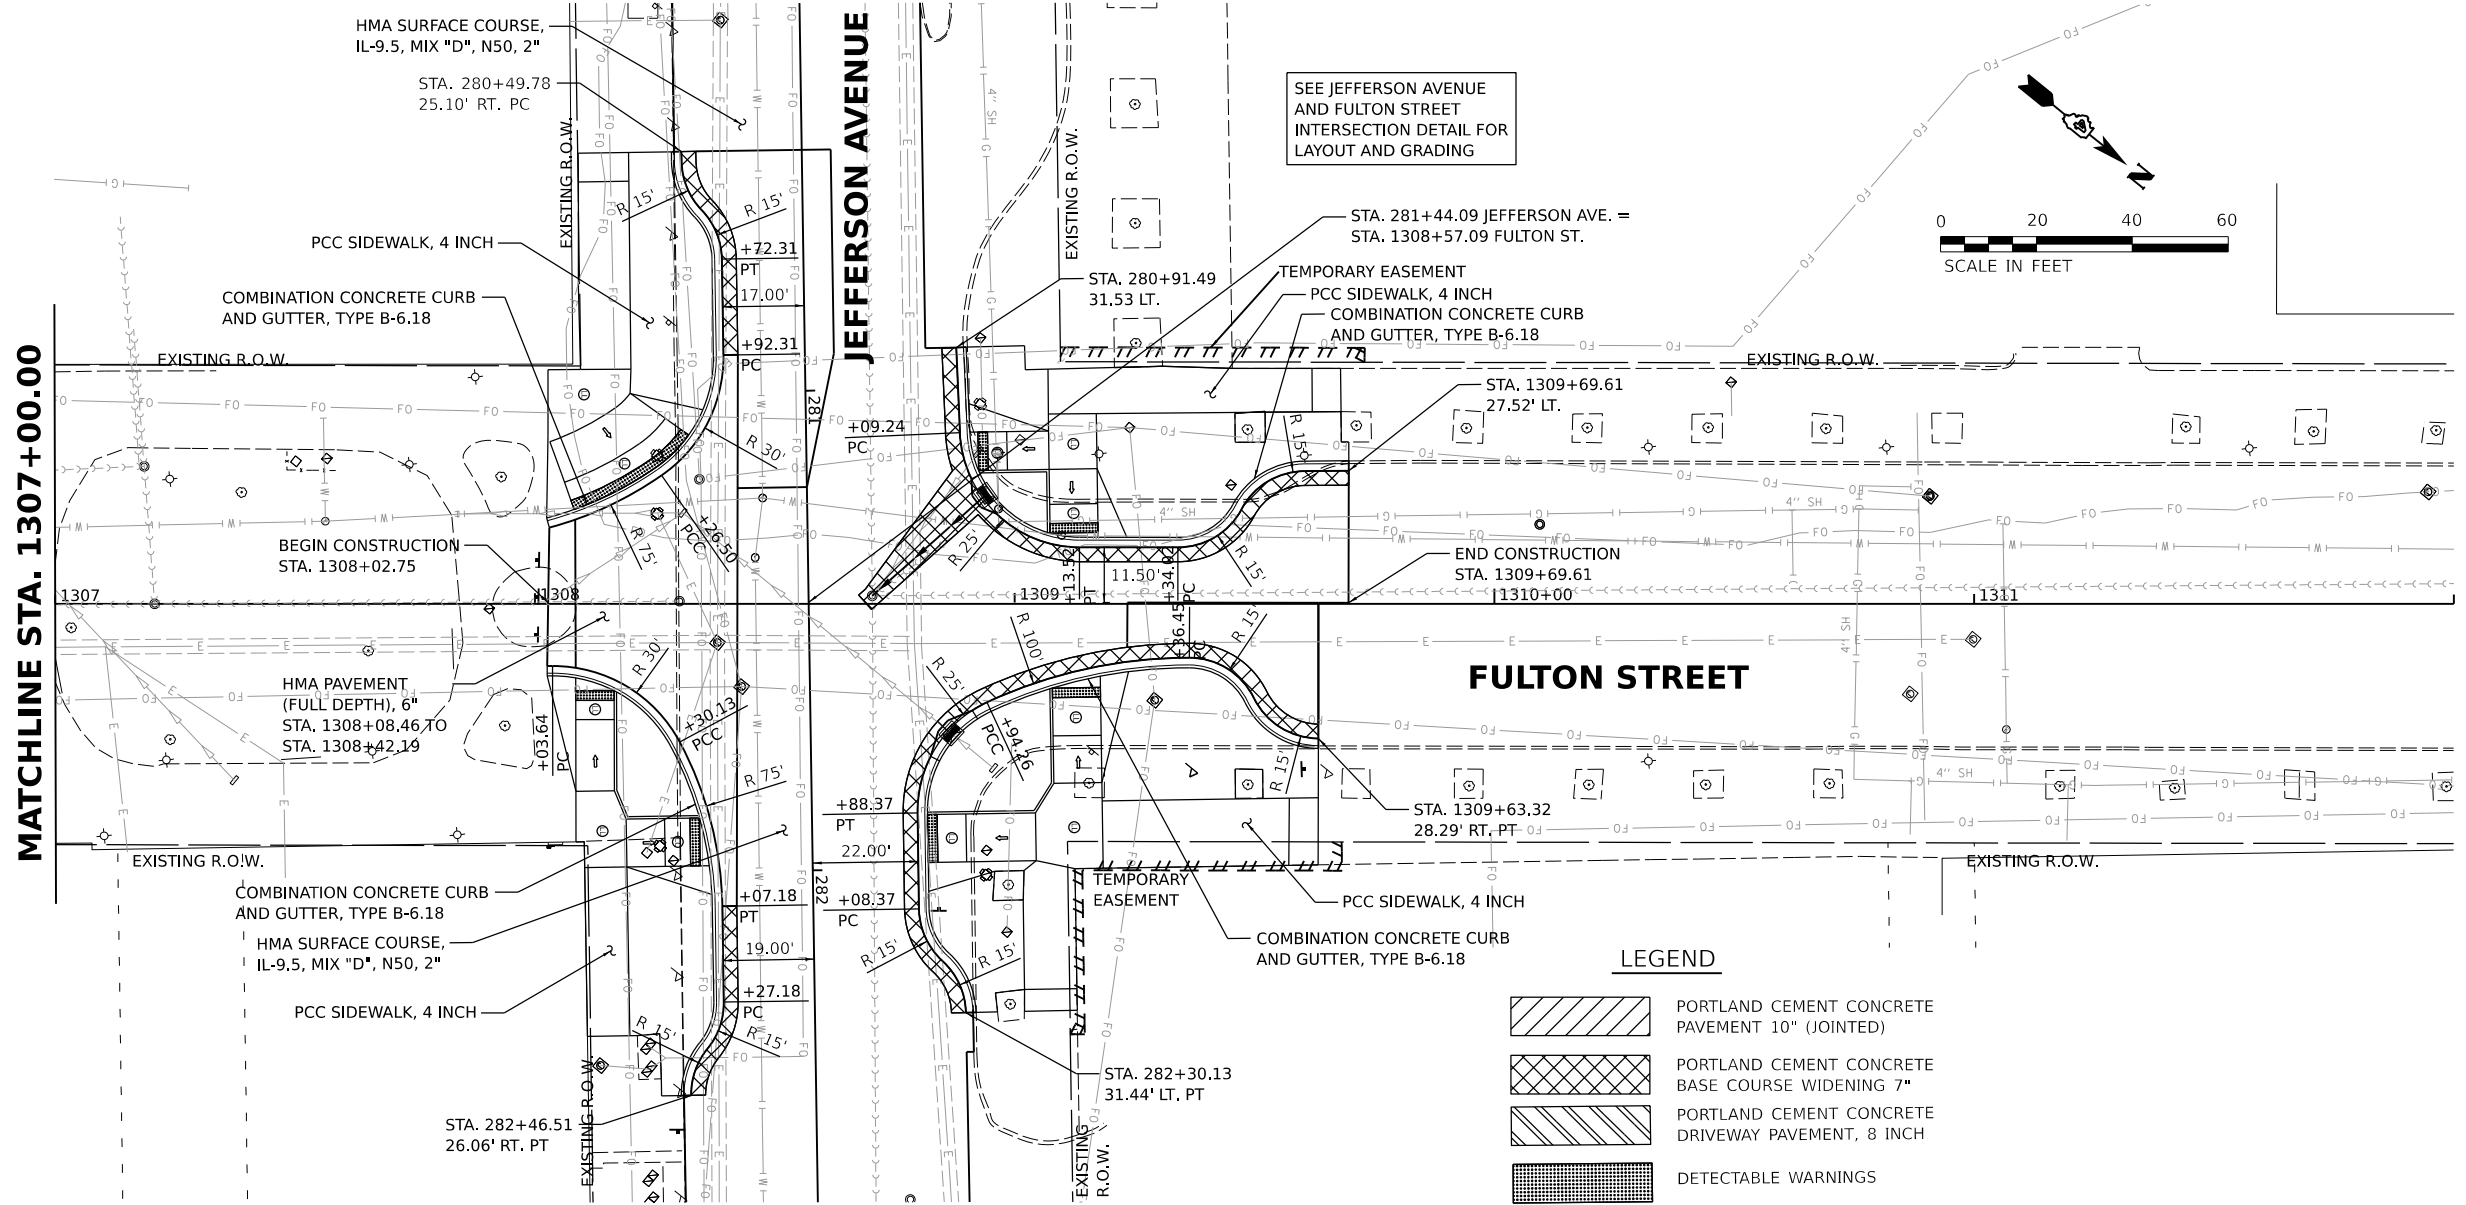 HMA SURFACE COURSE,
IL-9.5, MIX "D", N50, 2"
STA. 280+49.78
25.10' RT. PC
EXISTING R.O.W.
PCC SIDEWALK, 4 INCH
COMBINATION CONCRETE CURB
AND GUTTER, TYPE B-6.18
EXISTING R.O.W.
MATCHLINE STA. 1307+00.00
R 15'
R 15'
+72.31
PT
17.00'
+92.31
PC
JEFFERSON AVENUE
281
R 30'
R 75'
+26.50
PCC
BEGIN CONSTRUCTION
STA. 1308+02.75
1307
1308
HMA PAVEMENT
(FULL DEPTH), 6"
STA. 1308+08.46 TO
STA. 1308+42.19
R 30'
+03.64
PC
+30.13
PCC
R 75'
EXISTING R.O.W.
COMBINATION CONCRETE CURB
AND GUTTER, TYPE B-6.18
HMA SURFACE COURSE,
IL-9.5, MIX "D", N50, 2"
PCC SIDEWALK, 4 INCH
+07.18
PT
19.00'
+27.18
PC
R 15'
R 15'
STA. 282+46.51
26.06' RT. PT
EXISTING R.O.W.
282
SEE JEFFERSON AVENUE
AND FULTON STREET
INTERSECTION DETAIL FOR
LAYOUT AND GRADING
4" SH
EXISTING R.O.W.
STA. 281+44.09 JEFFERSON AVE. =
STA. 1308+57.09 FULTON ST.
STA. 280+91.49
31.53 LT.
TEMPORARY EASEMENT
PCC SIDEWALK, 4 INCH
COMBINATION CONCRETE CURB
AND GUTTER, TYPE B-6.18
EXISTING R.O.W.
STA. 1309+69.61
27.52' LT.
+09.24
PC
R 15'
4" SH
4" SH
R 25'
R 15'
+13.52
PT
11.50'
+34.02
PC
END CONSTRUCTION
STA. 1309+69.61
1309
1310+00
1311
+36.45
PC
R 100'
R 15'
R 25'
4" SH
FULTON STREET
+94.26
PCC
R 15'
4" SH
+88.37
PT
22.00'
+08.37
PC
STA. 1309+63.32
28.29' RT. PT
EXISTING R.O.W.
TEMPORARY
EASEMENT
PCC SIDEWALK, 4 INCH
COMBINATION CONCRETE CURB
AND GUTTER, TYPE B-6.18
R 15'
R 15'
STA. 282+30.13
31.44' LT. PT
EXISTING
R.O.W.
N
0 20 40 60
SCALE IN FEET
LEGEND
PORTLAND CEMENT CONCRETE
PAVEMENT 10" (JOINTED)
PORTLAND CEMENT CONCRETE
BASE COURSE WIDENING 7"
PORTLAND CEMENT CONCRETE
DRIVEWAY PAVEMENT, 8 INCH
DETECTABLE WARNINGS